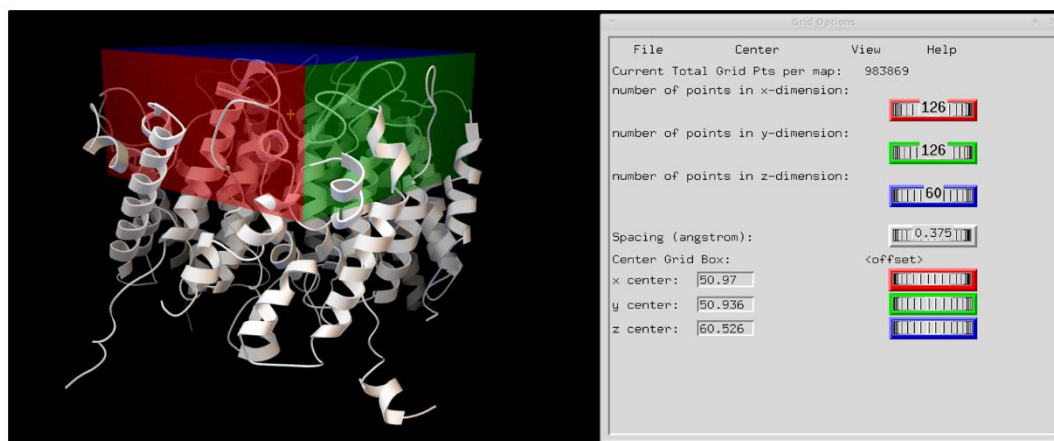 Grid Options
File Center View Help
Current Total Grid Pts per map: 983869
number of points in x-dimension:
126
number of points in y-dimension:
126
number of points in z-dimension:
60
Spacing (angstrom): 0.375
Center Grid Box: <offset>
x center: 50.97
y center: 50.936
z center: 60.526